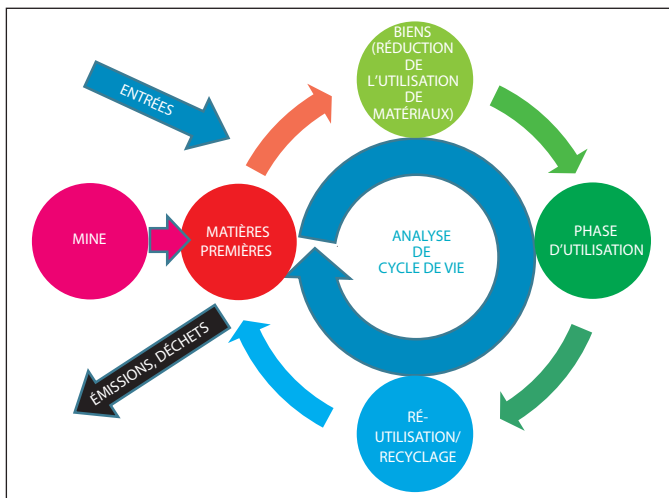 BIENS
(RÉDUCTION
DE
L'UTILISATION
DE
MATÉRIAUX)
ENTRÉES
MINE
MATIÈRES
PREMIÈRES
ANALYSE
DE
CYCLE DE VIE
PHASE
D'UTILISATION
ÉMISSIONS, DÉCHETS
RÉ-
UTILISATION/
RECYCLAGE